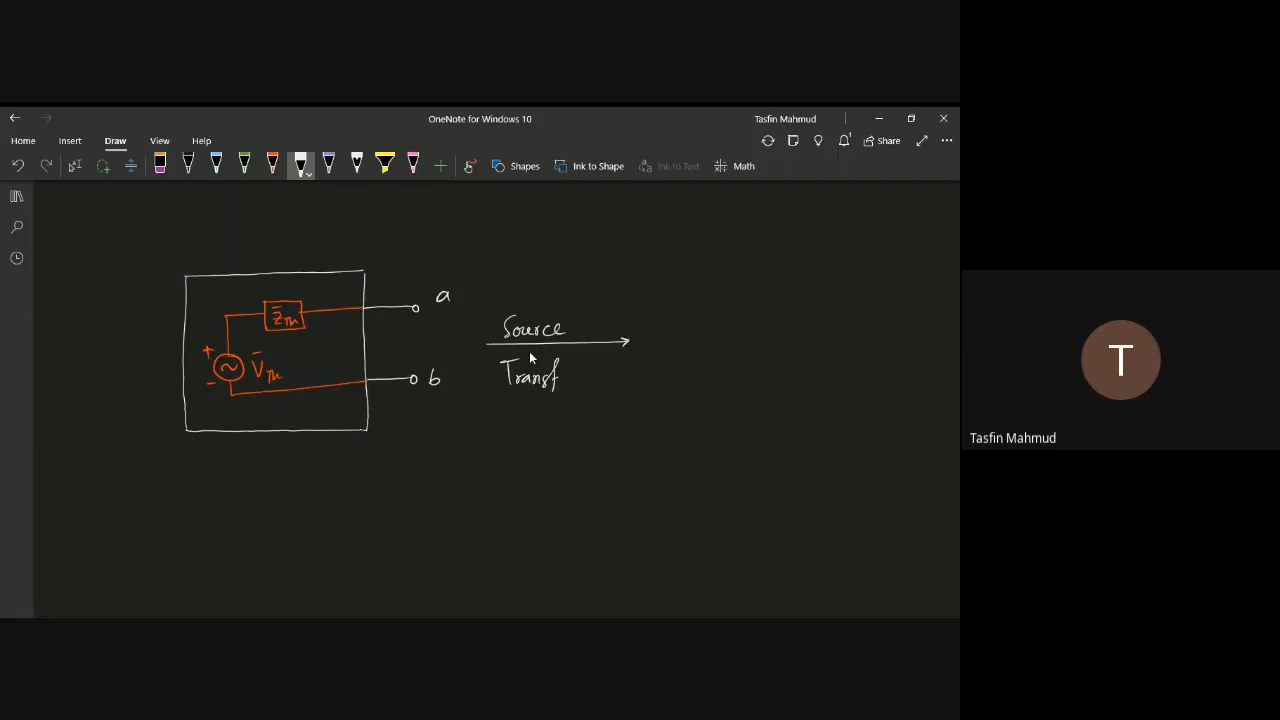 OneNote for Windows 10
Tasfin Mahmud
Home Insert Draw View Help
Share
Shapes Ink to Shape Ink to Text Math
a
Z̅Th
Source
+
V̅Th
-
b
Transf
T
Tasfin Mahmud